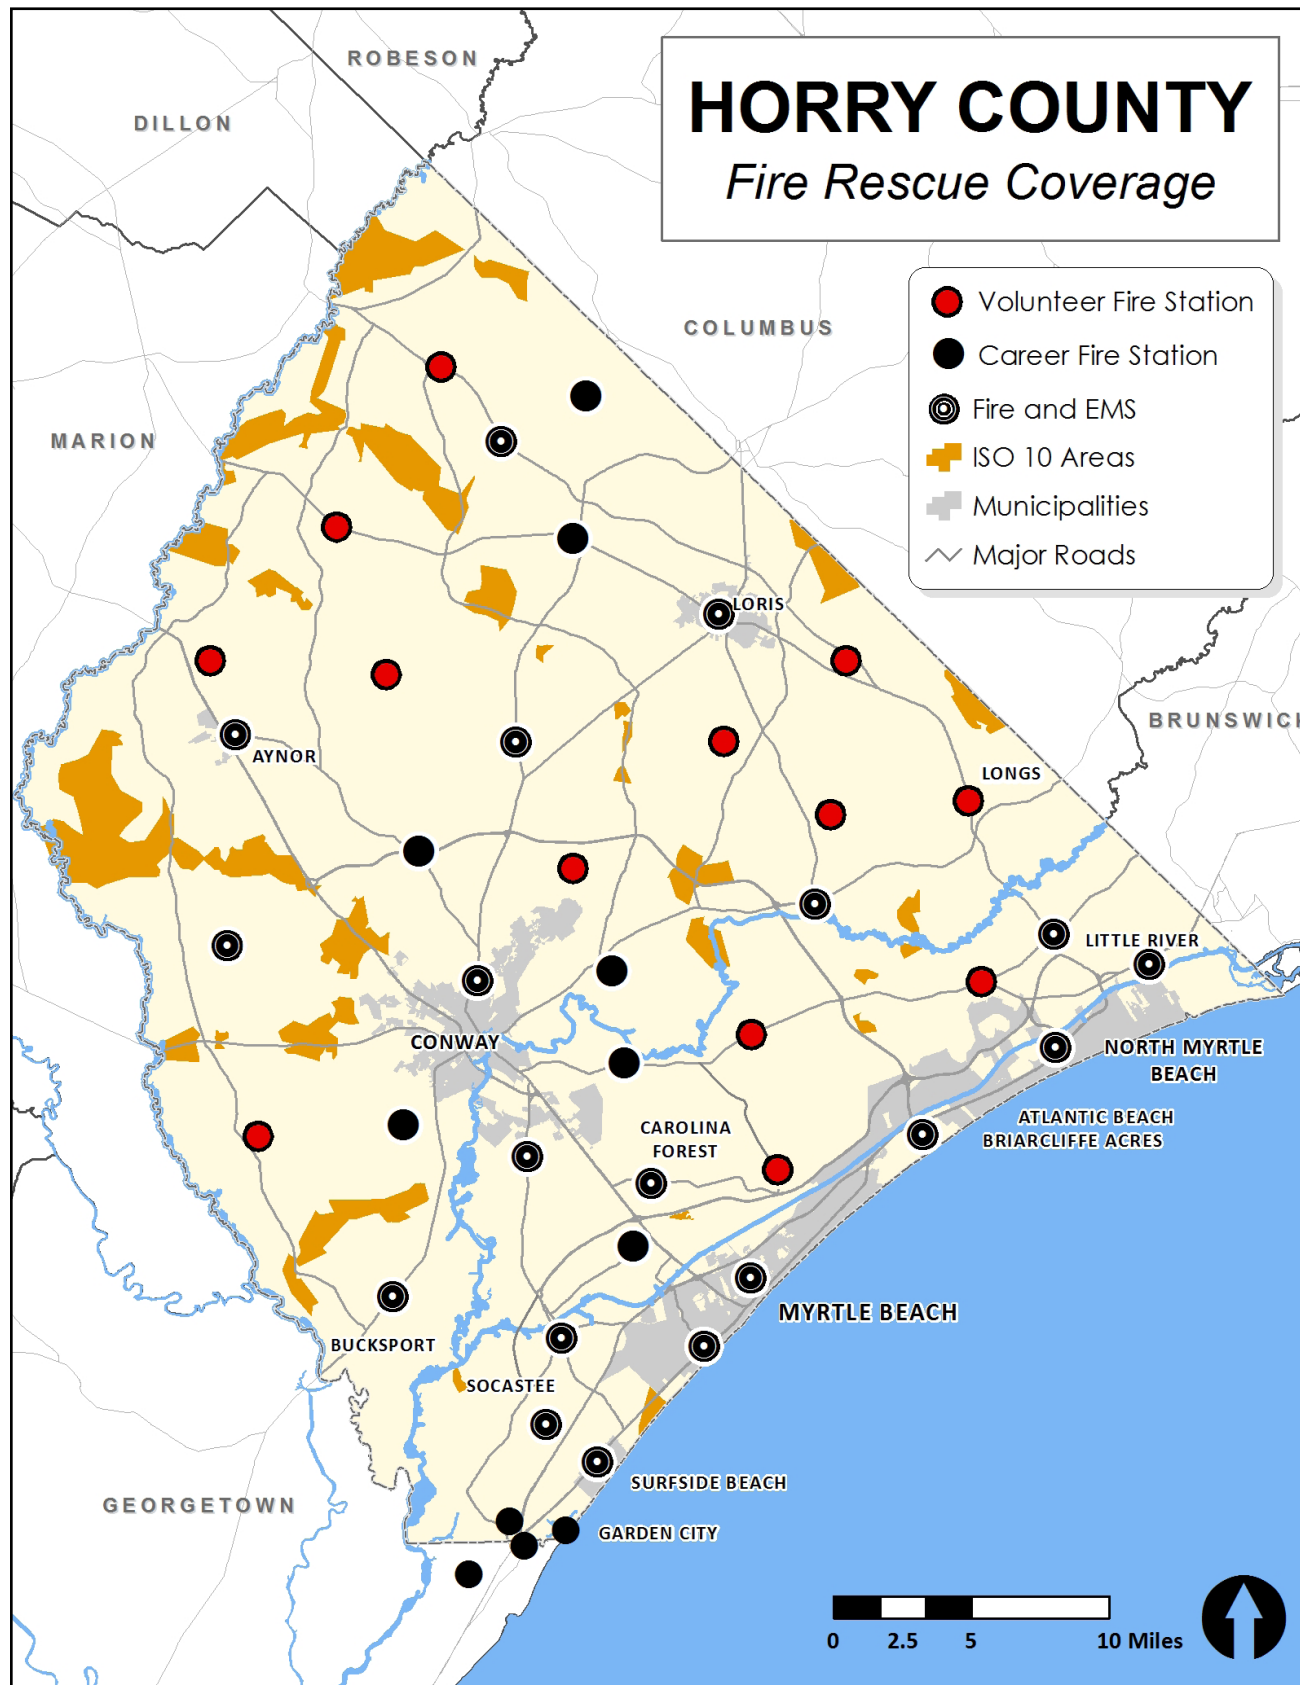 HORRY COUNTY
Fire Rescue Coverage
ROBESON
DILLON
COLUMBUS
MARION
BRUNSWICK
GEORGETOWN
Volunteer Fire Station
Career Fire Station
Fire and EMS
ISO 10 Areas
Municipalities
Major Roads
LORIS
AYNOR
LONGS
LITTLE RIVER
CONWAY
NORTH MYRTLE
BEACH
ATLANTIC BEACH
BRIARCLIFFE ACRES
CAROLINA
FOREST
MYRTLE BEACH
BUCKSPORT
SOCASTEE
SURFSIDE BEACH
GARDEN CITY
0 2.5 5 10 Miles